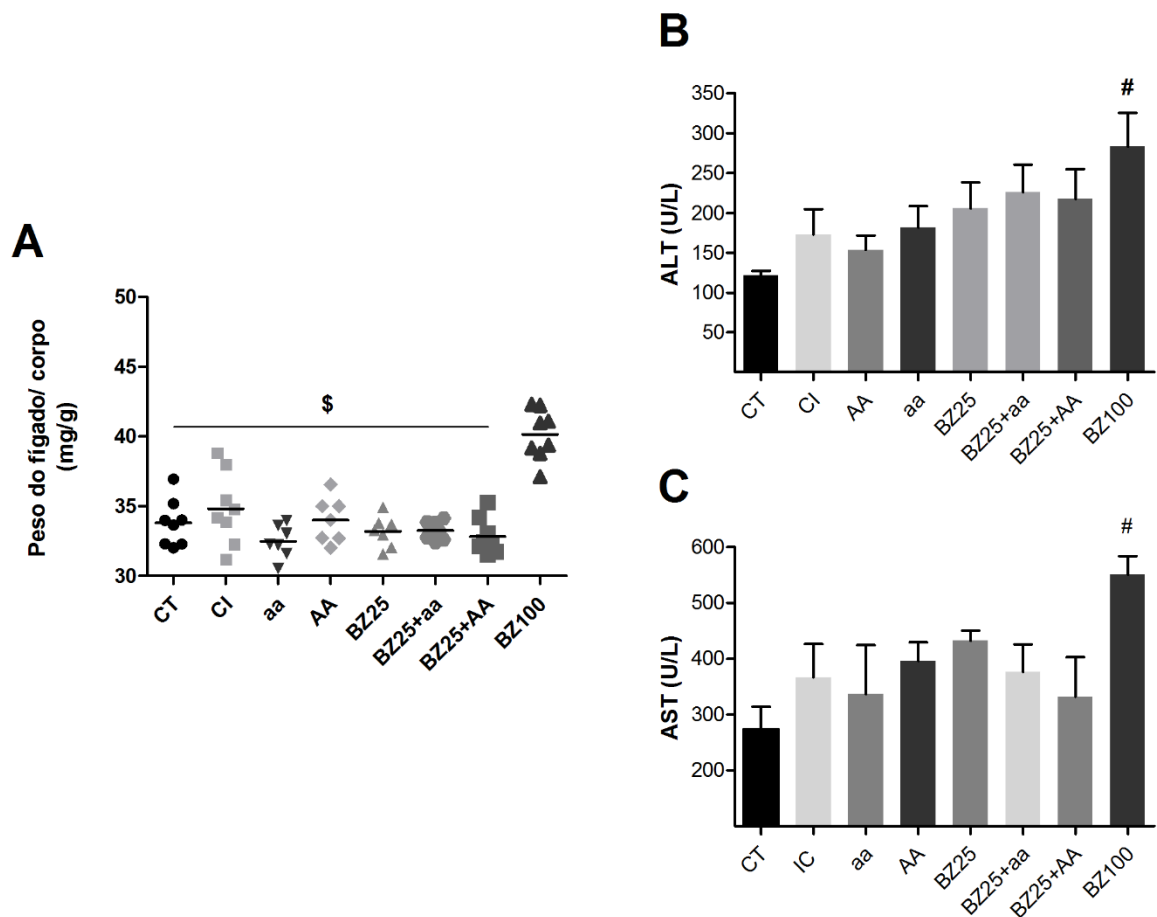 A
Peso do fígado/ corpo
(mg/g)
50
45
40
35
30
$
CT
CI
aa
AA
BZ25
BZ25+aa
BZ25+AA
BZ100
B
ALT (U/L)
350
300
250
200
150
100
50
#
CT
CI
AA
aa
BZ25
BZ25+aa
BZ25+AA
BZ100
C
AST (U/L)
600
500
400
300
200
#
CT
IC
aa
AA
BZ25
BZ25+aa
BZ25+AA
BZ100